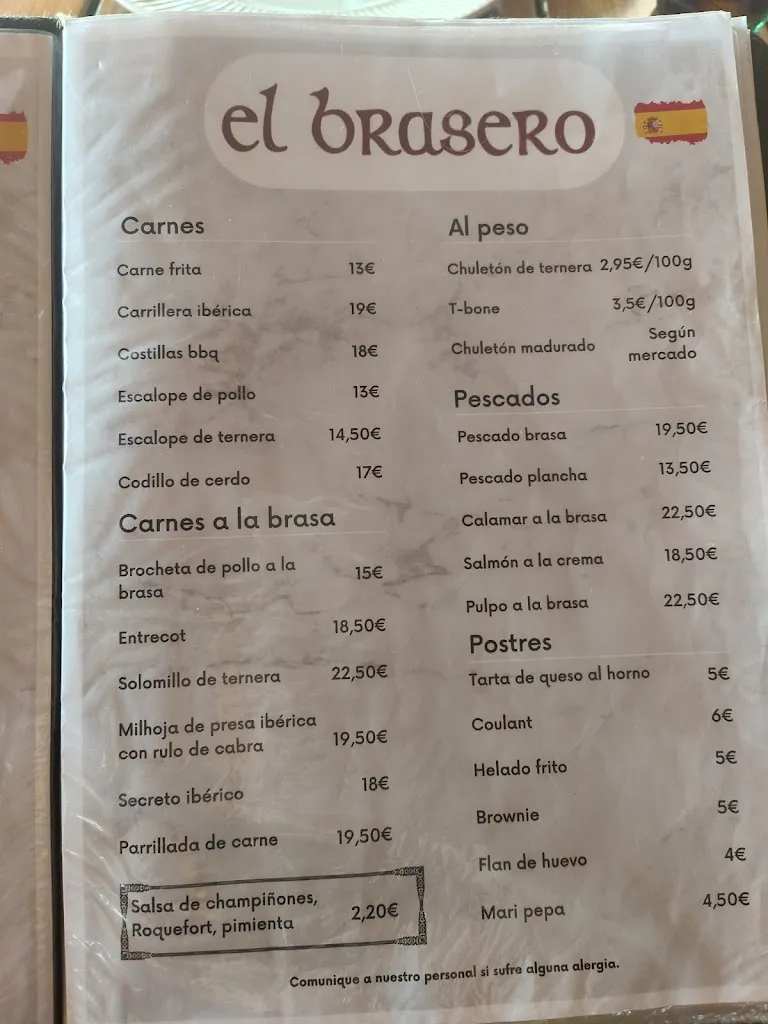 el brasero
Carnes
Carne frita 13€
Carrillera ibérica 19€
Costillas bbq 18€
Escalope de pollo 13€
Escalope de ternera 14,50€
Codillo de cerdo 17€
Carnes a la brasa
Brocheta de pollo a la
brasa 15€
Entrecot 18,50€
Solomillo de ternera 22,50€
Milhoja de presa ibérica
con rulo de cabra 19,50€
Secreto ibérico 18€
Parrillada de carne 19,50€
Salsa de champiñones,
Roquefort, pimienta 2,20€
Al peso
Chuletón de ternera 2,95€/100g
T-bone 3,5€/100g
Chuletón madurado Según
mercado
Pescados
Pescado brasa 19,50€
Pescado plancha 13,50€
Calamar a la brasa 22,50€
Salmón a la crema 18,50€
Pulpo a la brasa 22,50€
Postres
Tarta de queso al horno 5€
Coulant 6€
Helado frito 5€
Brownie 5€
Flan de huevo 4€
Mari pepa 4,50€
Comunique a nuestro personal si sufre alguna alergia.